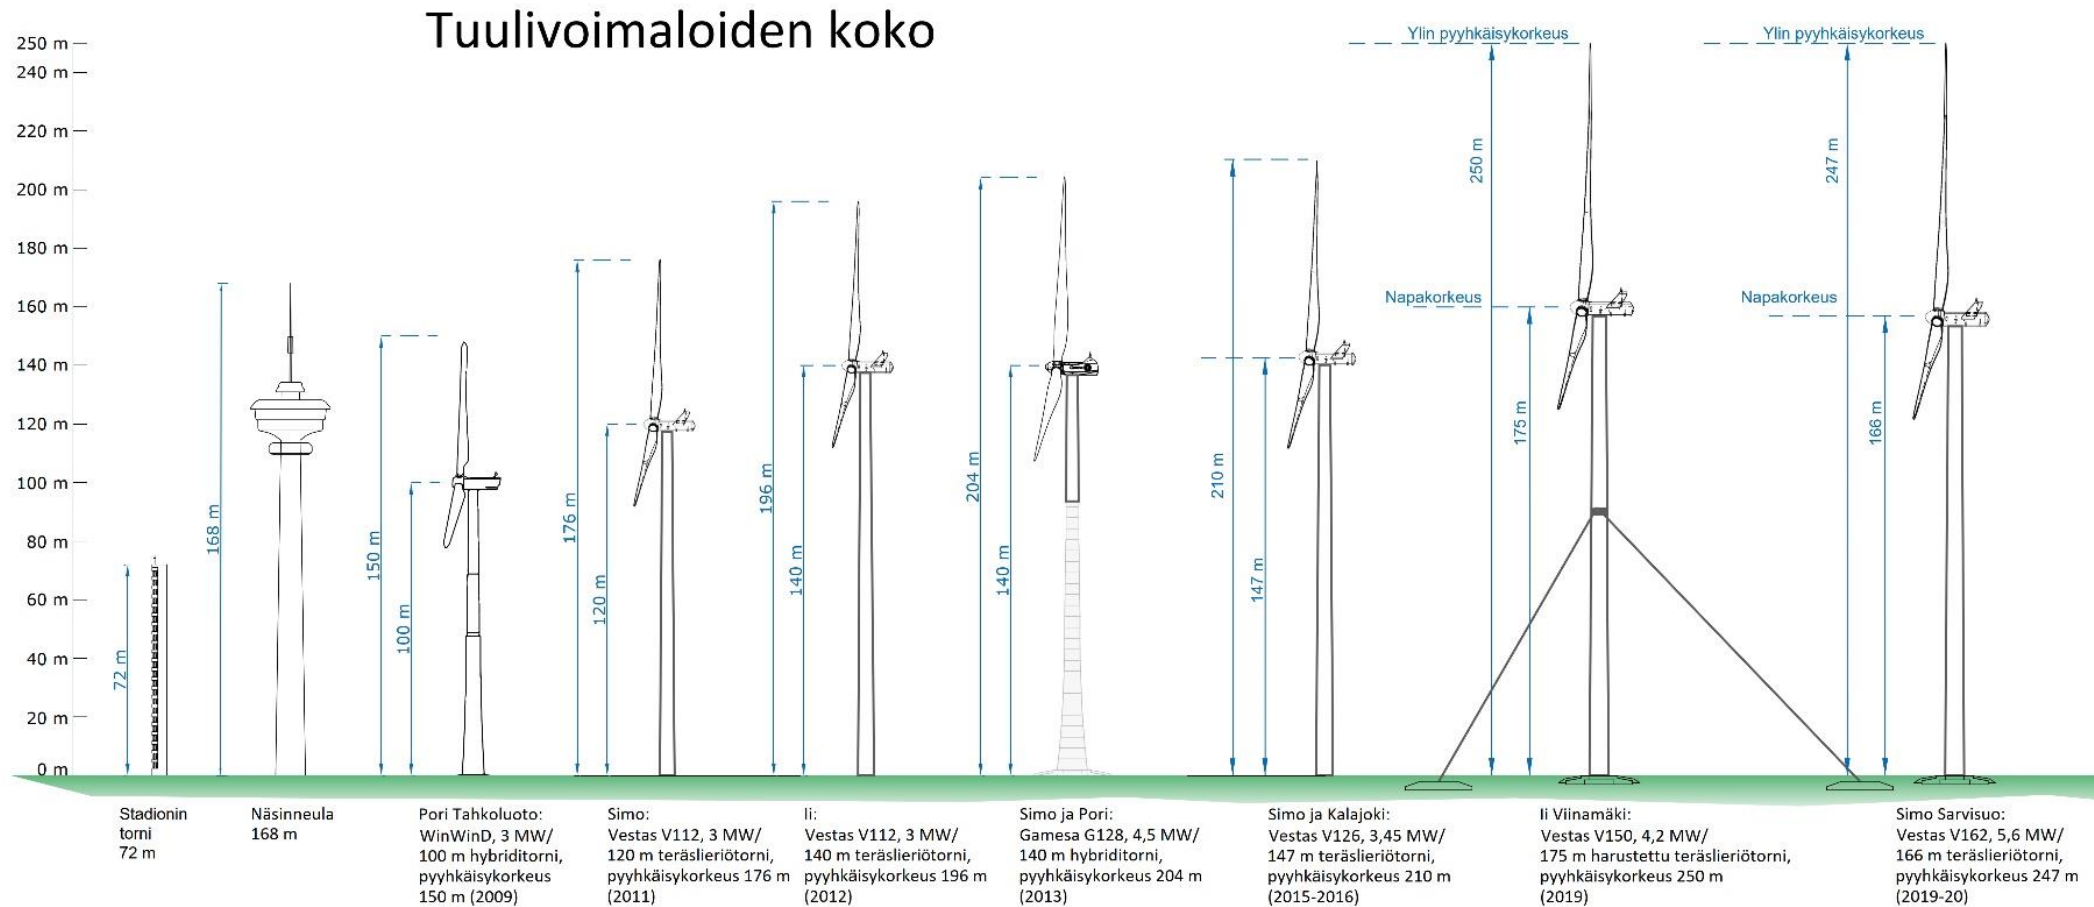 Tuulivoimaloiden koko
250 m
240 m
220 m
200 m
180 m
160 m
140 m
120 m
100 m
80 m
60 m
40 m
20 m
0 m
72 m
168 m
150 m
100 m
176 m
120 m
196 m
140 m
204 m
140 m
210 m
147 m
Ylin pyyhkäisykorkeus
250 m
Napakorkeus
175 m
Ylin pyyhkäisykorkeus
247 m
Napakorkeus
166 m
Stadionin
torni
72 m
Näsinneula
168 m
Pori Tahkoluoto:
WinWinD, 3 MW/
100 m hybriditorni,
pyyhkäisykorkeus
150 m (2009)
Simo:
Vestas V112, 3 MW/
120 m teräslieriötorni,
pyyhkäisykorkeus 176 m
(2011)
Ii:
Vestas V112, 3 MW/
140 m teräslieriötorni,
pyyhkäisykorkeus 196 m
(2012)
Simo ja Pori:
Gamesa G128, 4,5 MW/
140 m hybriditorni,
pyyhkäisykorkeus 204 m
(2013)
Simo ja Kalajoki:
Vestas V126, 3,45 MW/
147 m teräslieriötorni,
pyyhkäisykorkeus 210 m
(2015-2016)
Ii Viinamäki:
Vestas V150, 4,2 MW/
175 m harustettu teräslieriötorni,
pyyhkäisykorkeus 250 m
(2019)
Simo Sarvisuo:
Vestas V162, 5,6 MW/
166 m teräslieriötorni,
pyyhkäisykorkeus 247 m
(2019-20)